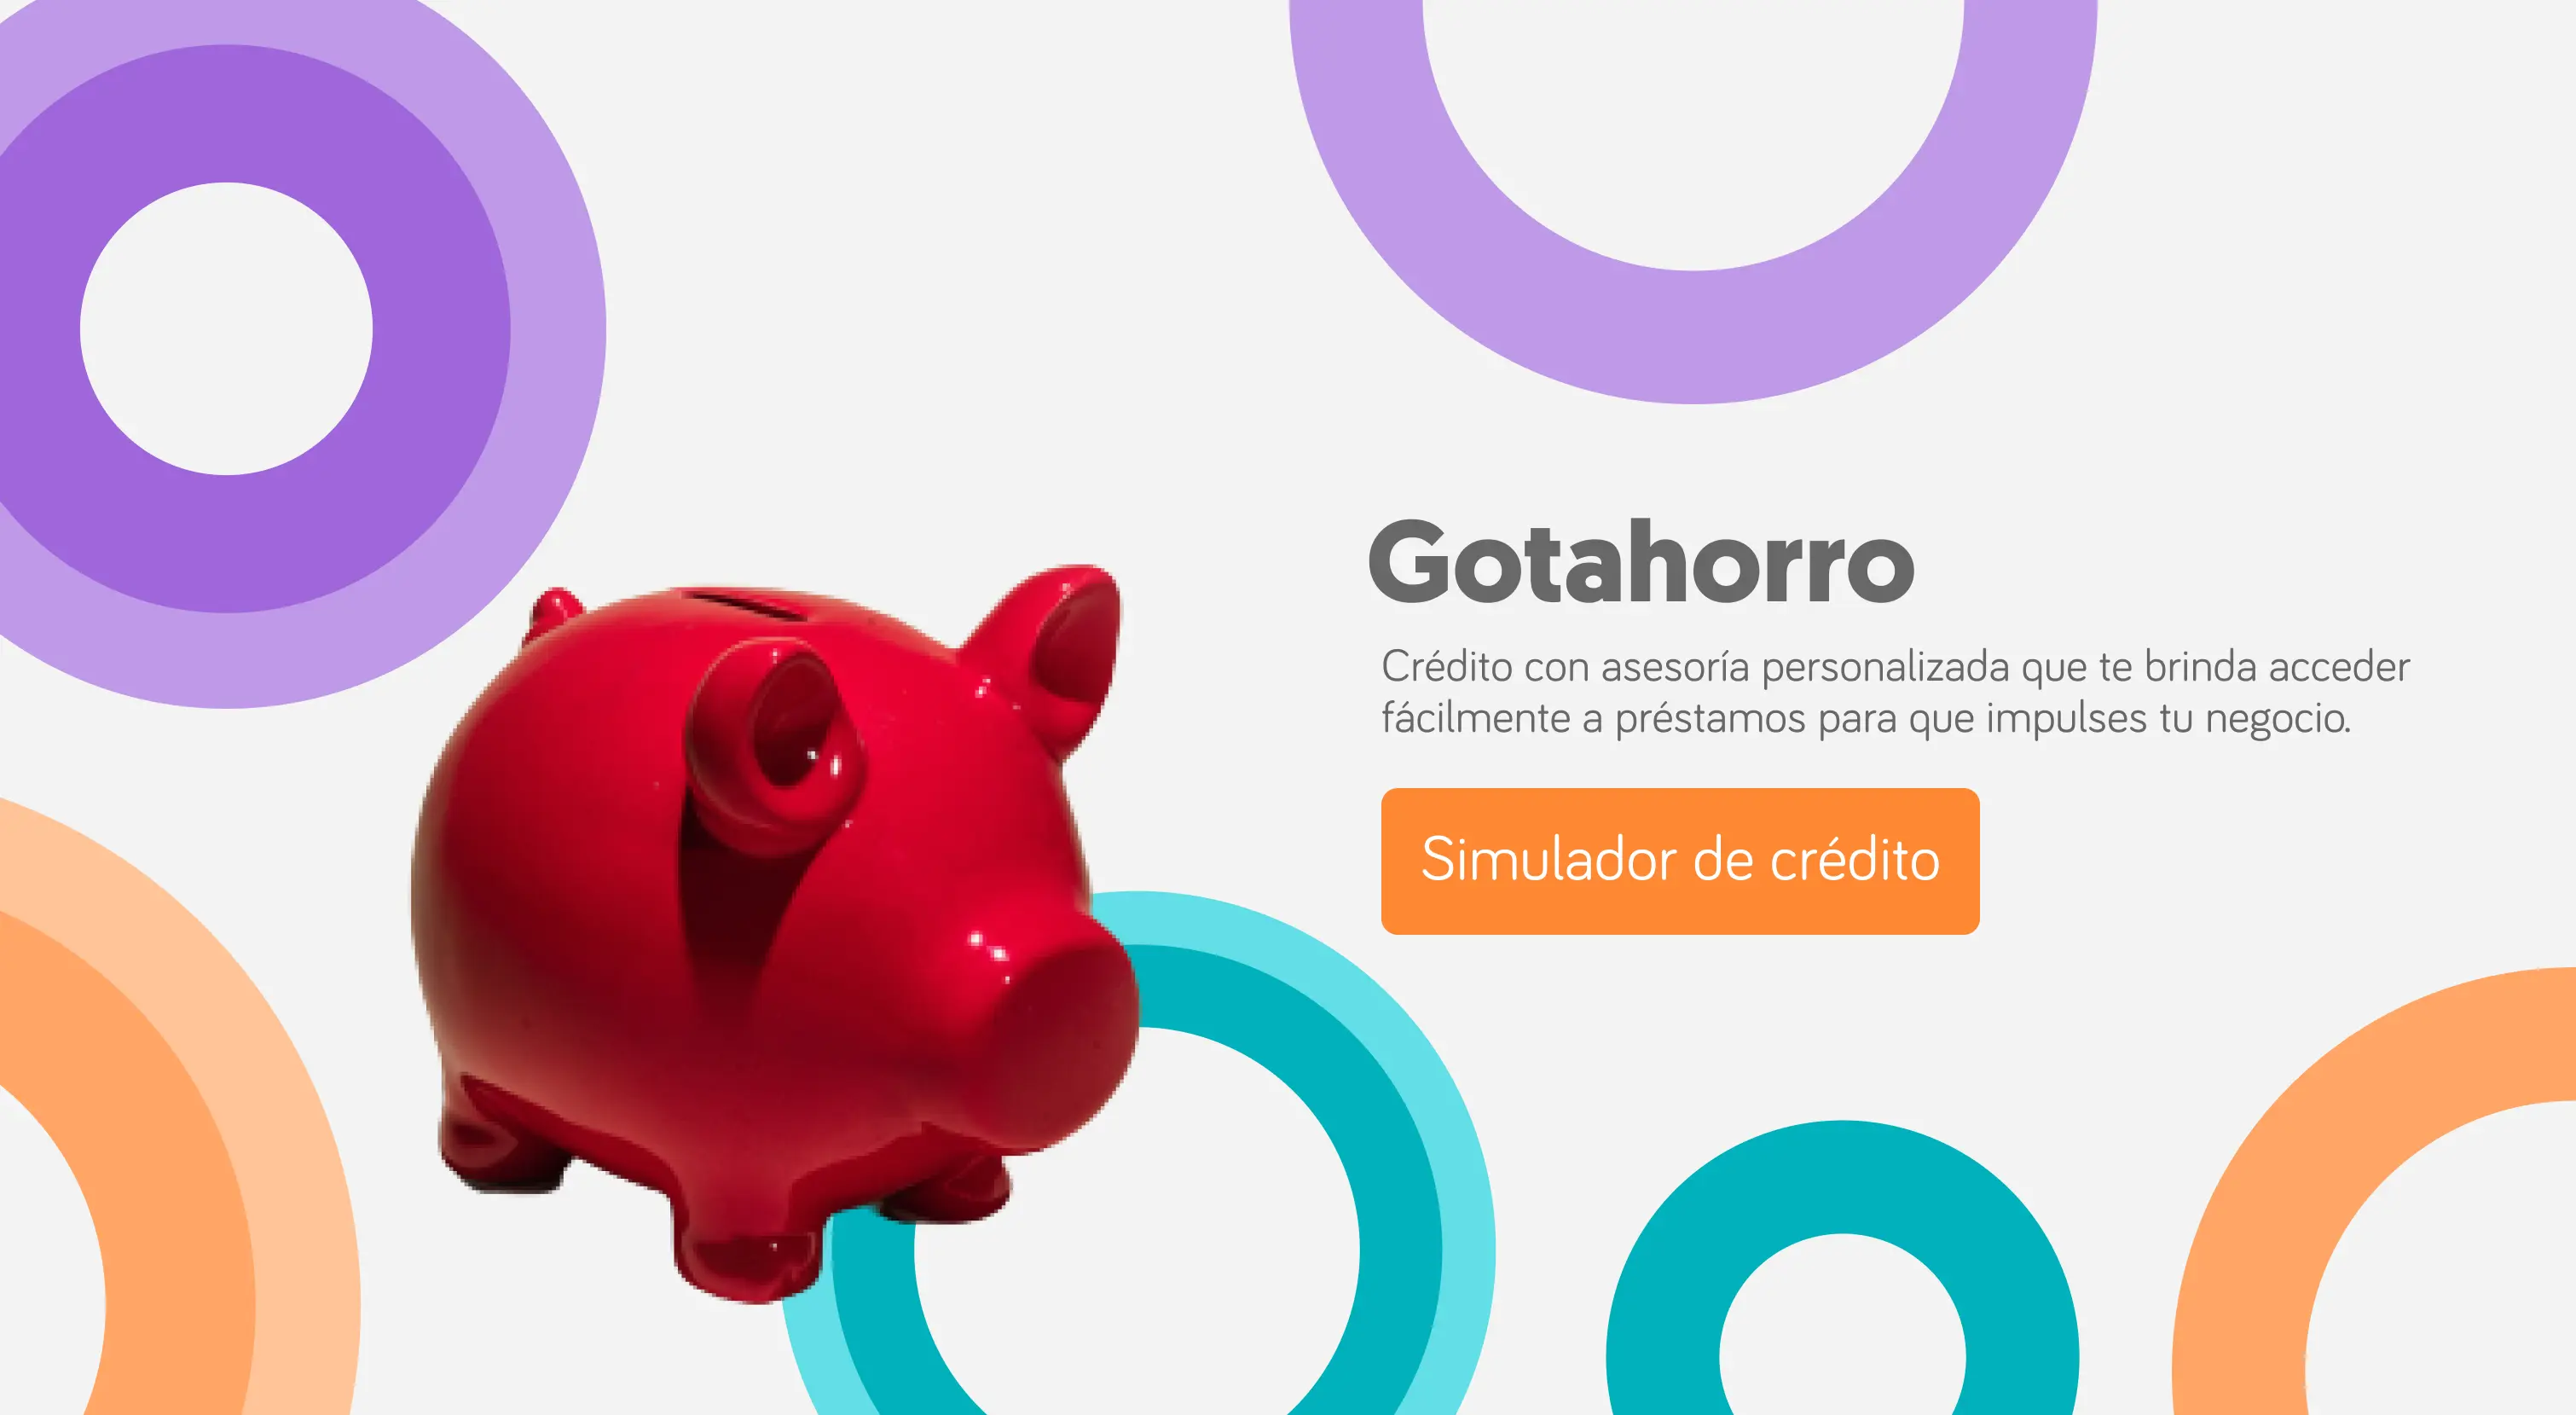 Gotahorro
Crédito con asesoría personalizada que te brinda acceder
fácilmente a préstamos para que impulses tu negocio.
Simulador de crédito